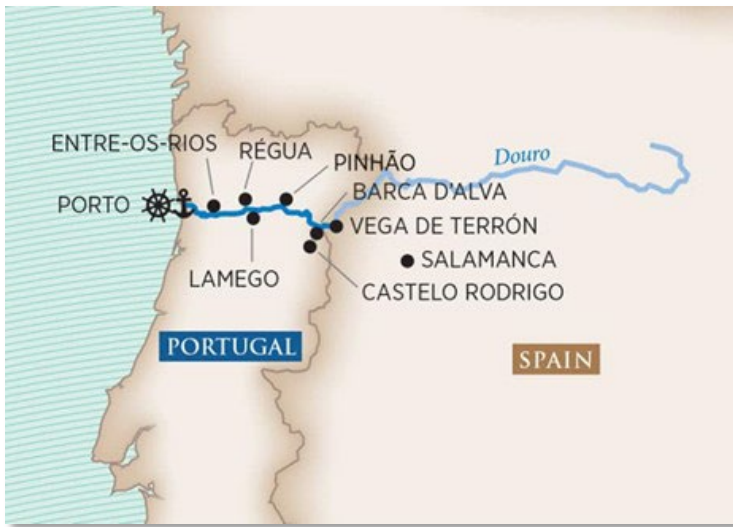 ENTRE-OS-RIOS
RÉGUA
PINHÃO
Douro
PORTO
BARCA D'ALVA
VEGA DE TERRÓN
LAMEGO
SALAMANCA
CASTELO RODRIGO
PORTUGAL
SPAIN